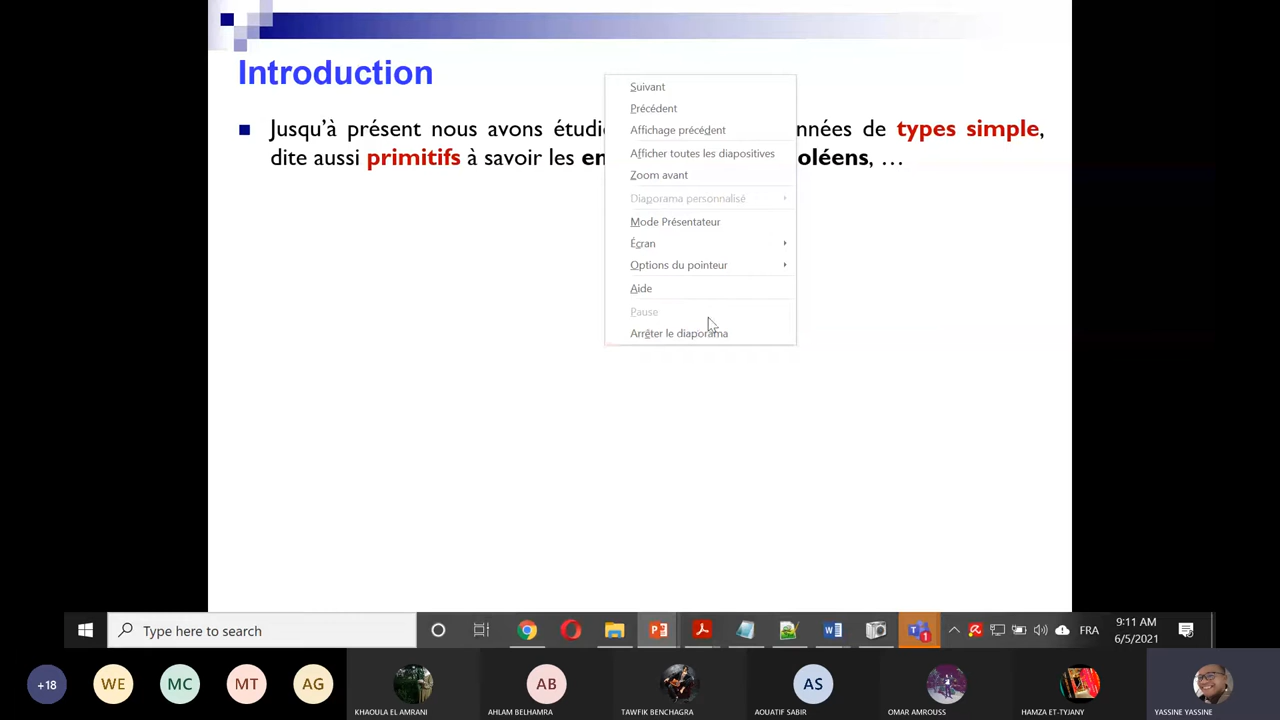 Introduction
Jusqu'à présent nous avons étudié nnées de types simple,
dite aussi primitifs à savoir les en oléens, …
Suivant
Précédent
Affichage précédent
Afficher toutes les diapositives
Zoom avant
Diaporama personnalisé
Mode Présentateur
Écran
Options du pointeur
Aide
Pause
Arrêter le diaporama
Type here to search
1
FRA
9:11 AM
6/5/2021
+18
WE
MC
MT
AG
KHAOULA EL AMRANI
AB
AHLAM BELHAMRA
TAWFIK BENCHAGRA
AS
AOUATIF SABIR
OMAR AMROUSS
HAMZA ET-TYJANY
YASSINE YASSINE